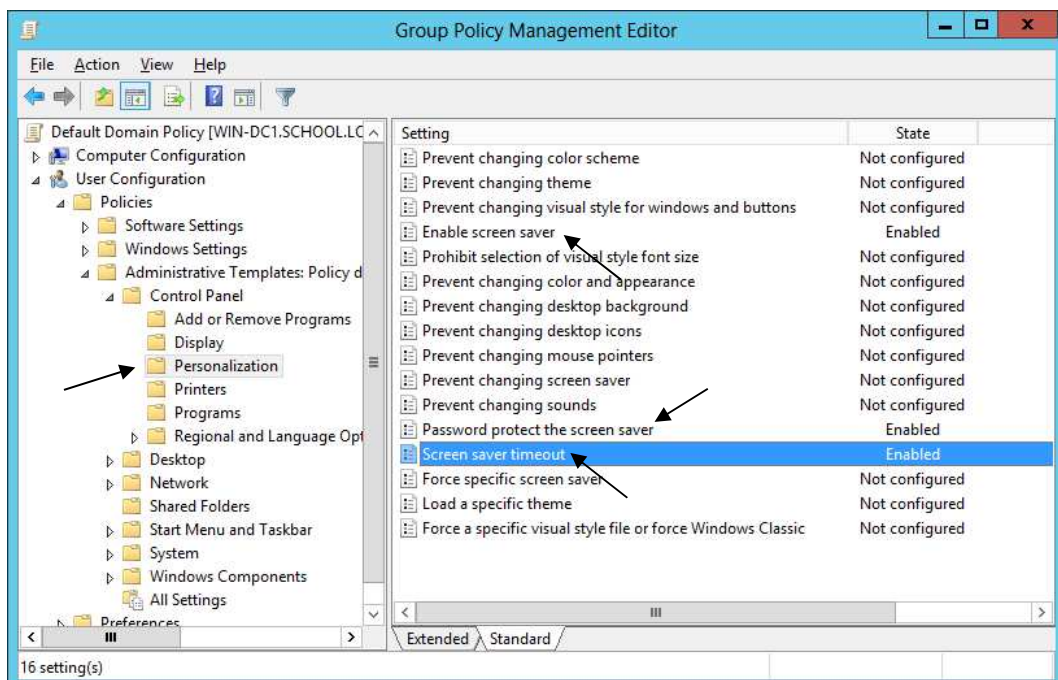 Group Policy Management Editor
File Action View Help
Default Domain Policy [WIN-DC1.SCHOOL.LC
Computer Configuration
User Configuration
Policies
Software Settings
Windows Settings
Administrative Templates: Policy d
Control Panel
Add or Remove Programs
Display
Personalization
Printers
Programs
Regional and Language Opt
Desktop
Network
Shared Folders
Start Menu and Taskbar
System
Windows Components
All Settings
Preferences
Setting State
Prevent changing color scheme Not configured
Prevent changing theme Not configured
Prevent changing visual style for windows and buttons Not configured
Enable screen saver Enabled
Prohibit selection of visual style font size Not configured
Prevent changing color and appearance Not configured
Prevent changing desktop background Not configured
Prevent changing desktop icons Not configured
Prevent changing mouse pointers Not configured
Prevent changing screen saver Not configured
Prevent changing sounds Not configured
Password protect the screen saver Enabled
Screen saver timeout Enabled
Force specific screen saver Not configured
Load a specific theme Not configured
Force a specific visual style file or force Windows Classic Not configured
Extended Standard
16 setting(s)